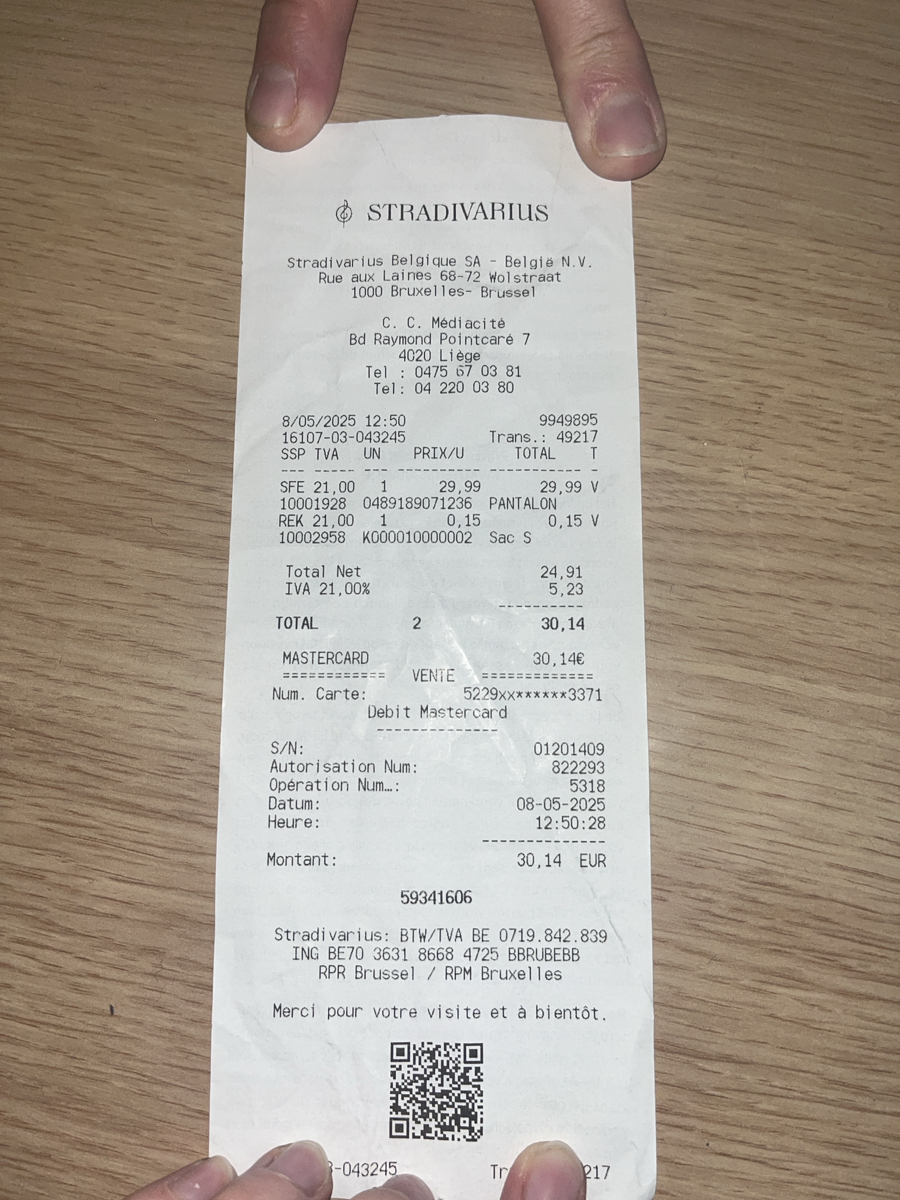 STRADIVARIUS
Stradivarius Belgique SA - België N.V.
Rue aux Laines 68-72 Wolstraat
1000 Bruxelles- Brussel
C. C. Médiacité
Bd Raymond Pointcaré 7
4020 Liège
Tel : 0475 67 03 81
Tel: 04 220 03 80
8/05/2025 12:50 9949895
16107-03-043245 Trans.: 49217
SSP TVA UN PRIX/U TOTAL T
--- ----- --- ---------- ----------- -
SFE 21,00 1 29,99 29,99 V
10001928 0489189071236 PANTALON
REK 21,00 1 0,15 0,15 V
10002958 K000010000002 Sac S
Total Net 24,91
IVA 21,00% 5,23
----------
TOTAL 2 30,14
MASTERCARD 30,14€
============ VENTE =============
Num. Carte: 5229xx******3371
Debit Mastercard
--------------
S/N: 01201409
Autorisation Num: 822293
Opération Num…: 5318
Datum: 08-05-2025
Heure: 12:50:28
--------------
Montant: 30,14 EUR
59341606
Stradivarius: BTW/TVA BE 0719.842.839
ING BE70 3631 8668 4725 BBRUBEBB
RPR Brussel / RPM Bruxelles
Merci pour votre visite et à bientôt.
3-043245 Tr 217